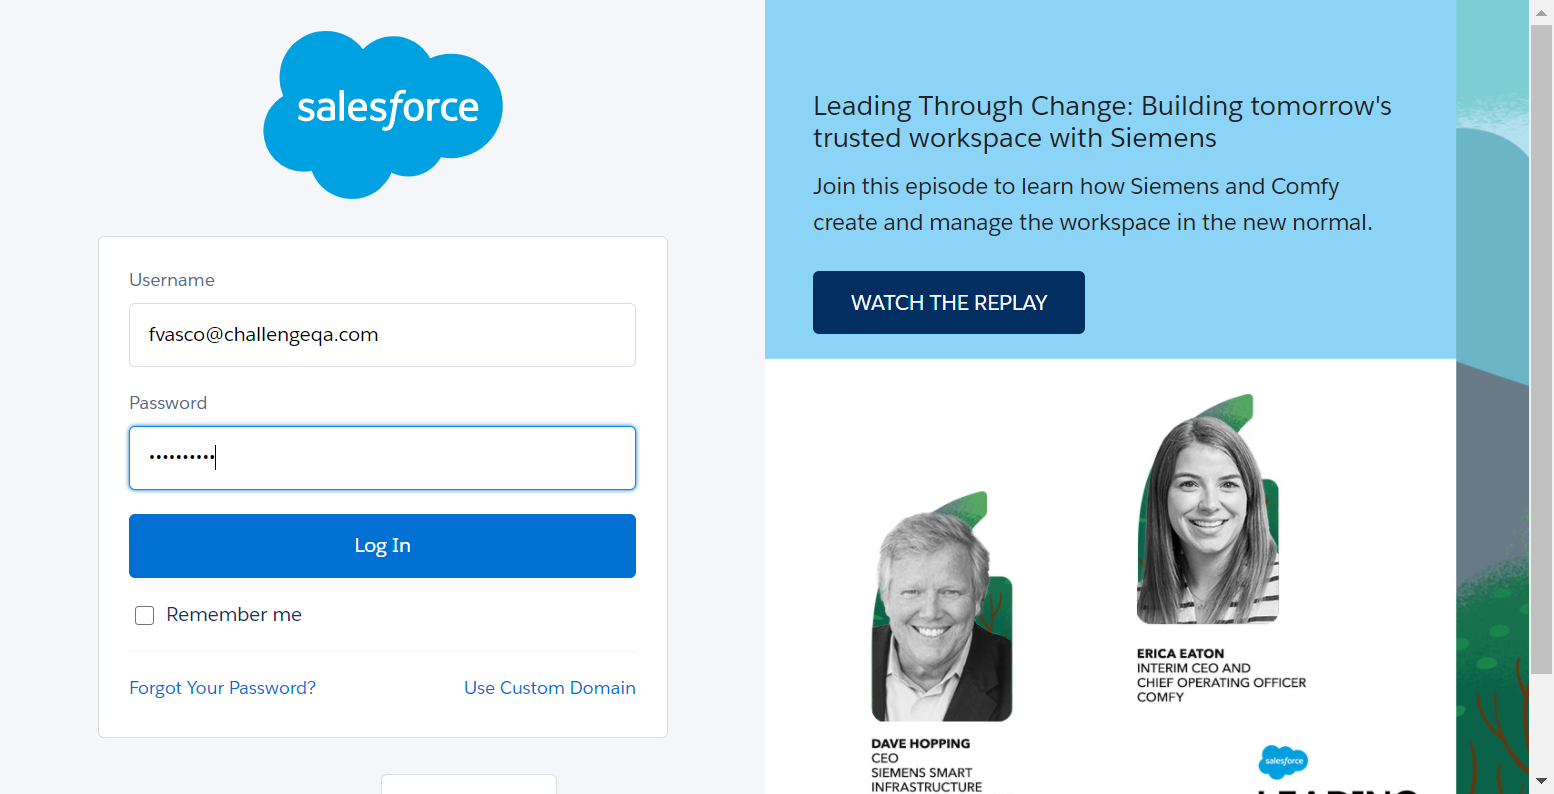 salesforce
Username
fvasco@challengeqa.com
Password
••••••••••
Log In
Remember me
Forgot Your Password?
Use Custom Domain
Leading Through Change: Building tomorrow's
trusted workspace with Siemens
Join this episode to learn how Siemens and Comfy
create and manage the workspace in the new normal.
WATCH THE REPLAY
ERICA EATON
INTERIM CEO AND
CHIEF OPERATING OFFICER
COMFY
DAVE HOPPING
CEO
SIEMENS SMART
INFRASTRUCTURE
salesforce
LEADING